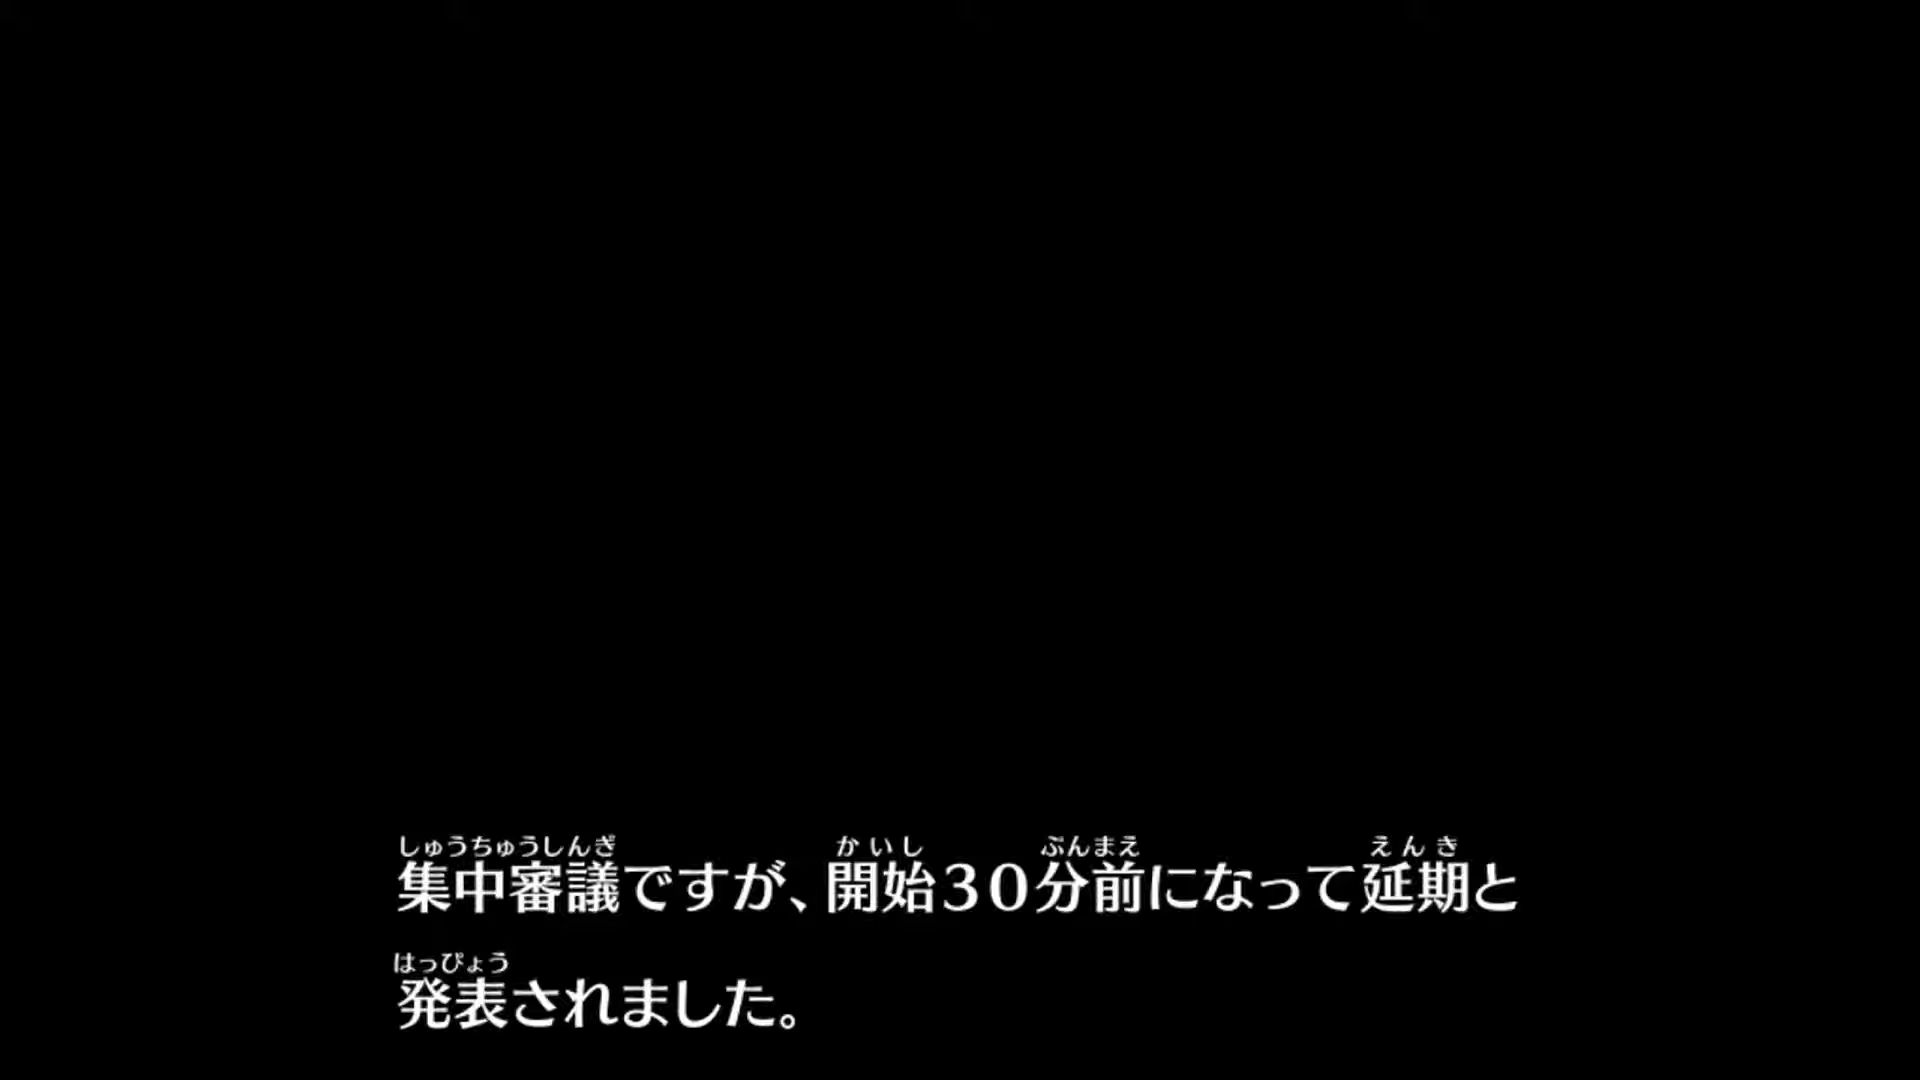 しゅうちゅうしんぎ かいし ぷんまえ えんき
集中審議ですが、開始３０分前になって延期と
はっぴょう
発表されました。